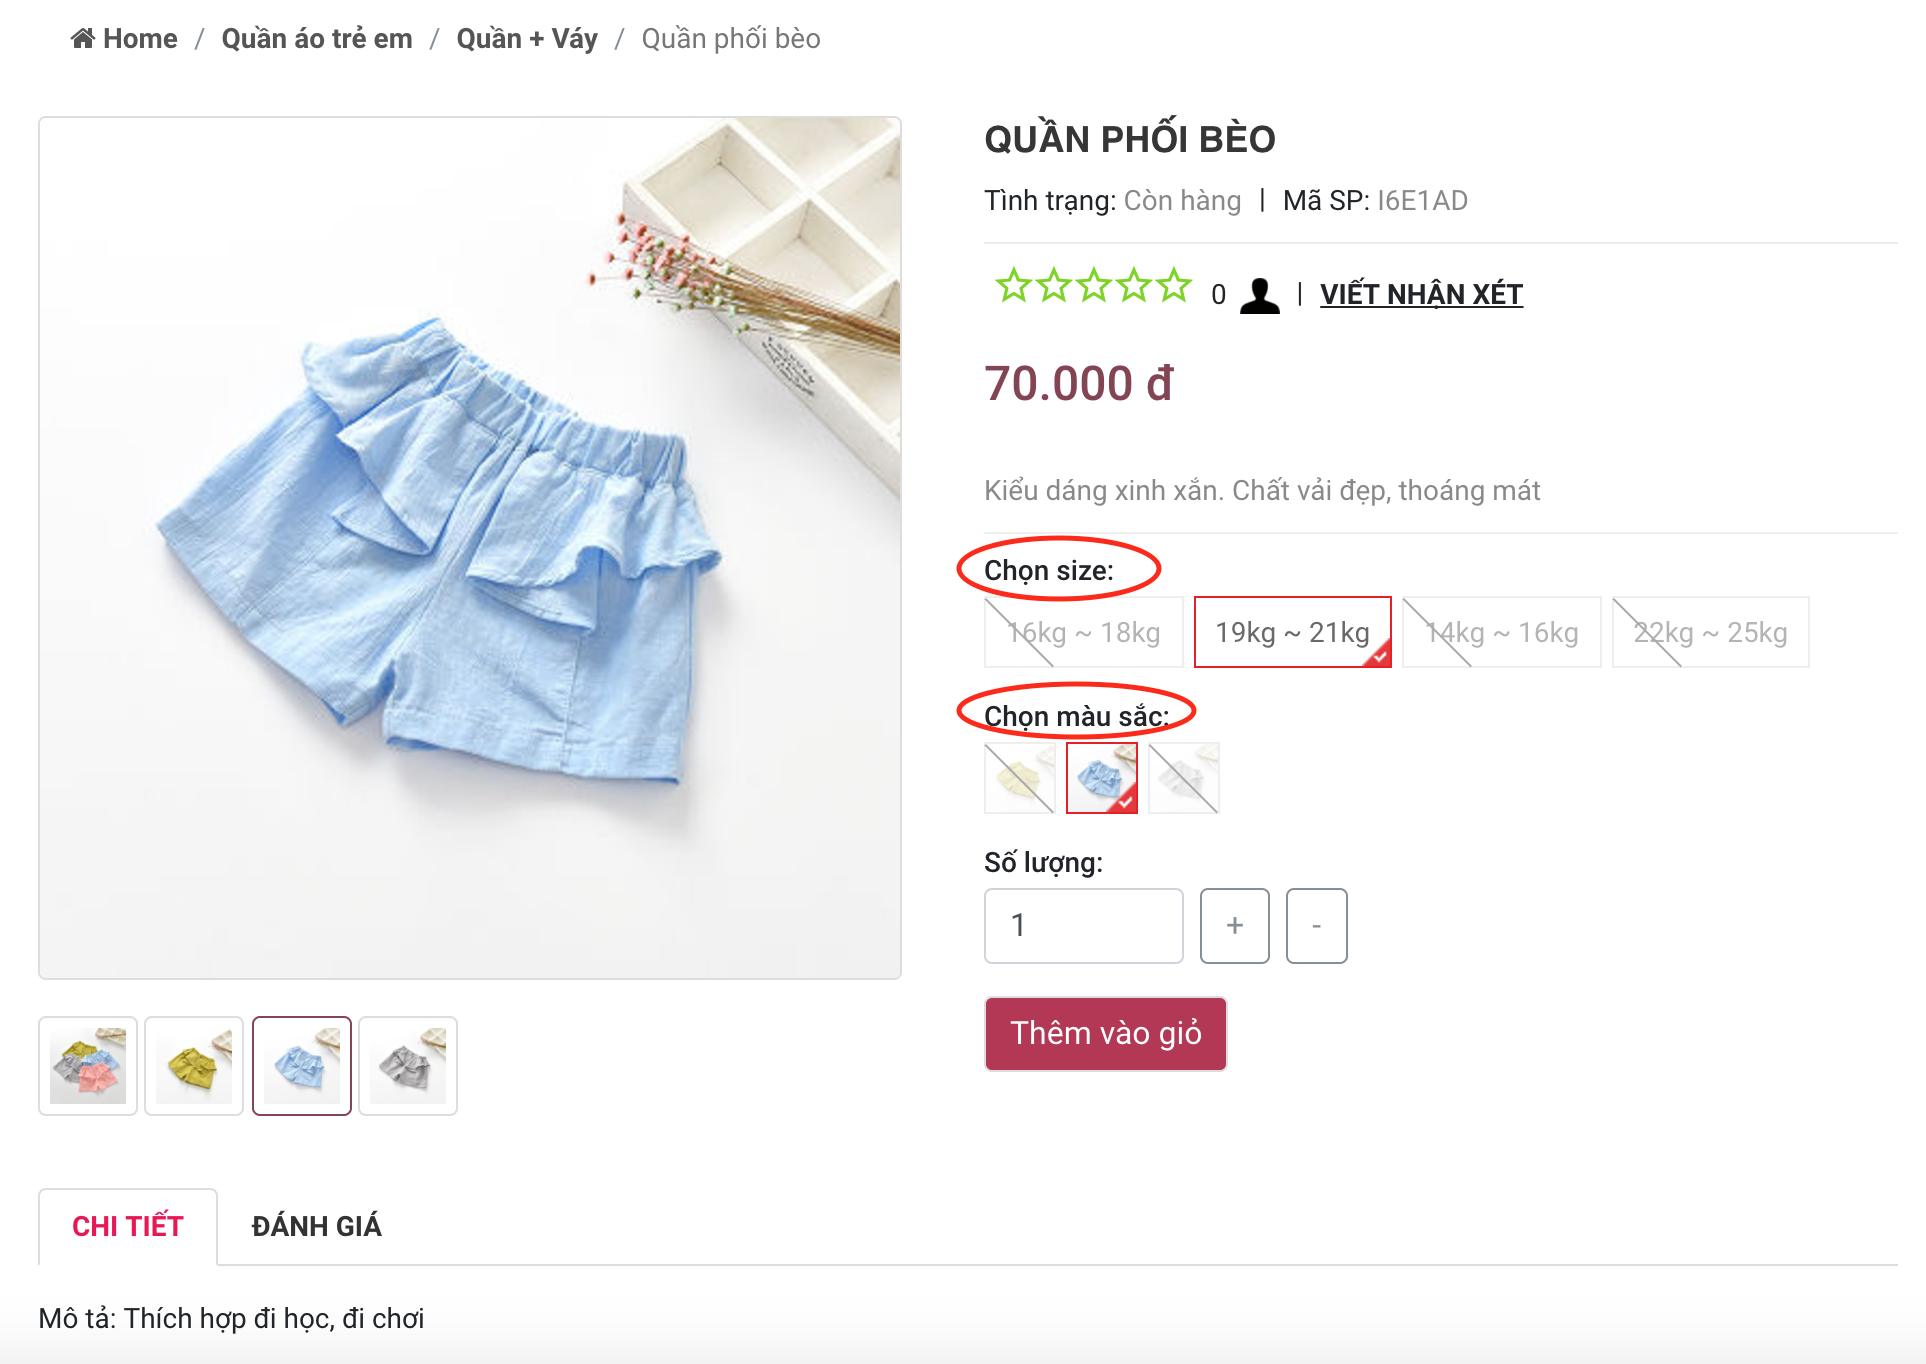 Home / Quần áo trẻ em / Quần + Váy / Quần phối bèo
QUẦN PHỐI BÈO
Tình trạng: Còn hàng | Mã SP: I6E1AD
0 | VIẾT NHẬN XÉT
70.000 đ
Kiểu dáng xinh xắn. Chất vải đẹp, thoáng mát
Chọn size:
16kg ~ 18kg 19kg ~ 21kg 14kg ~ 16kg 22kg ~ 25kg
Chọn màu sắc:
Số lượng:
1 + -
Thêm vào giỏ
CHI TIẾT ĐÁNH GIÁ
Mô tả: Thích hợp đi học, đi chơi